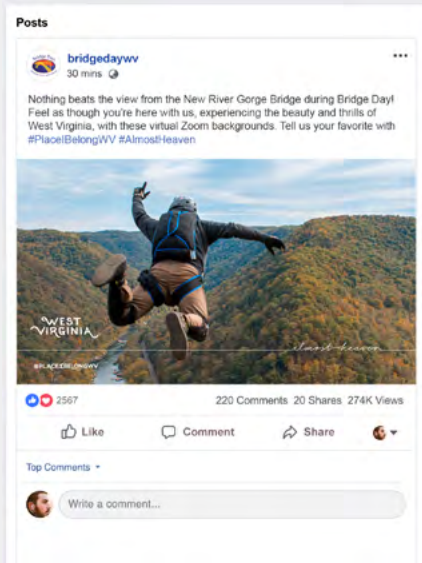 Posts
bridgedaywv
30 mins
Nothing beats the view from the New River Gorge Bridge during Bridge Day!
Feel as though you're here with us, experiencing the beauty and thrills of
West Virginia, with these virtual Zoom backgrounds. Tell us your favorite with
#PlaceIBelongWV #AlmostHeaven
WEST
VIRGINIA
almost heaven
#PLACEIBELONGWV
2567
220 Comments 20 Shares 274K Views
Like Comment Share
Top Comments
Write a comment...